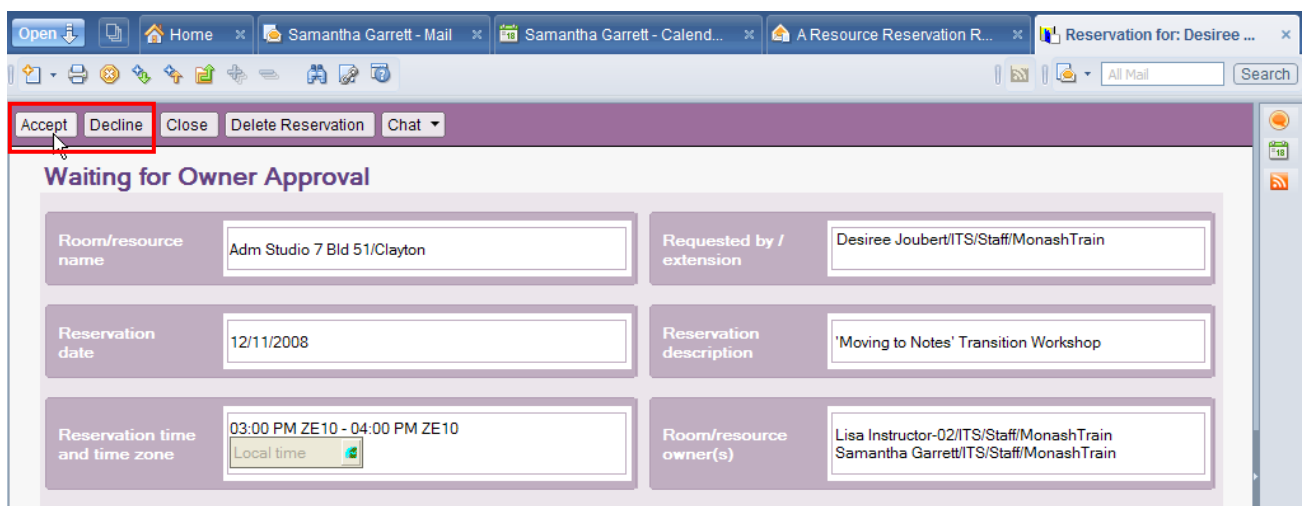 Open Home Samantha Garrett - Mail Samantha Garrett - Calend... A Resource Reservation R... Reservation for: Desiree ...
All Mail Search
Accept Decline Close Delete Reservation Chat
18
Waiting for Owner Approval
Room/resource name
Adm Studio 7 Bld 51/Clayton
Requested by / extension
Desiree Joubert/ITS/Staff/MonashTrain
Reservation date
12/11/2008
Reservation description
'Moving to Notes' Transition Workshop
Reservation time and time zone
03:00 PM ZE10 - 04:00 PM ZE10
Local time
Room/resource owner(s)
Lisa Instructor-02/ITS/Staff/MonashTrain
Samantha Garrett/ITS/Staff/MonashTrain